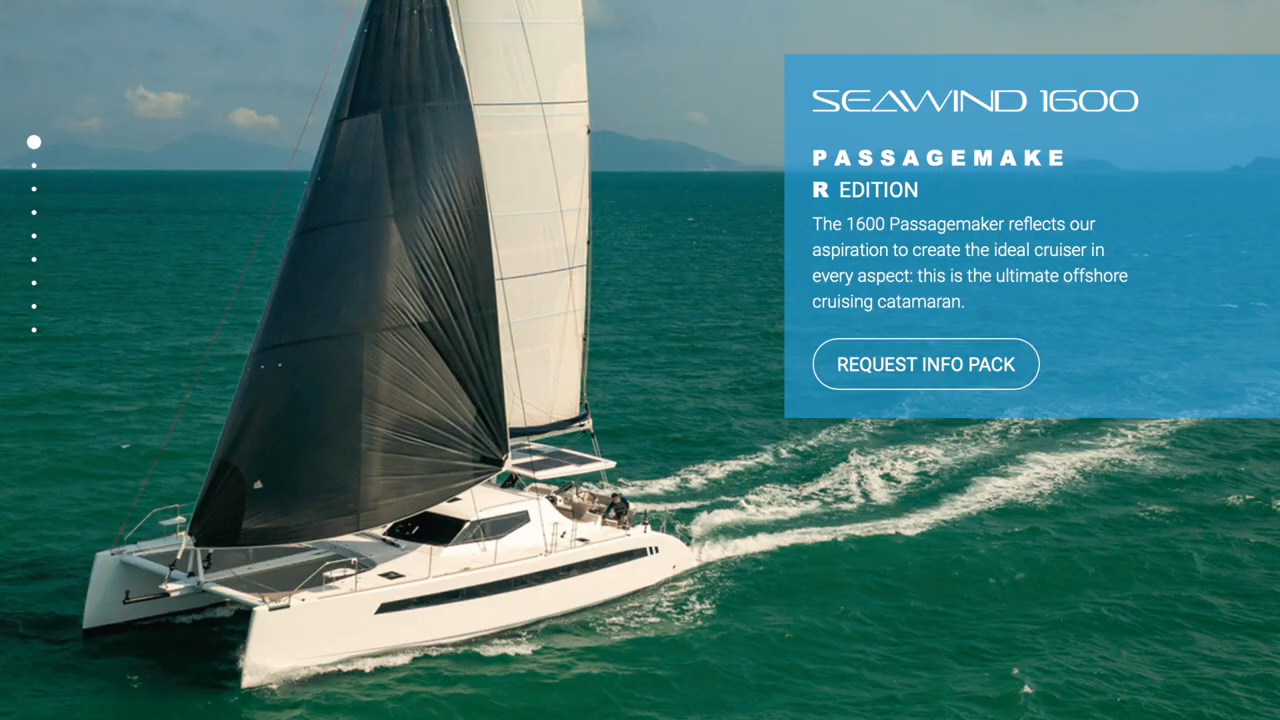 SEAWIND 1600
PASSAGEMAKE
R EDITION
The 1600 Passagemaker reflects our
aspiration to create the ideal cruiser in
every aspect: this is the ultimate offshore
cruising catamaran.
REQUEST INFO PACK